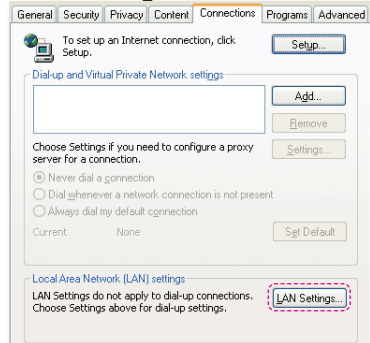 General Security Privacy Content Connections Programs Advanced
To set up an Internet connection, click Setup.
Setup...
Dial-up and Virtual Private Network settings
Add...
Remove
Choose Settings if you need to configure a proxy server for a connection.
Settings...
Never dial a connection
Dial whenever a network connection is not present
Always dial my default connection
Current None
Set Default
Local Area Network (LAN) settings
LAN Settings do not apply to dial-up connections. Choose Settings above for dial-up settings.
LAN Settings...